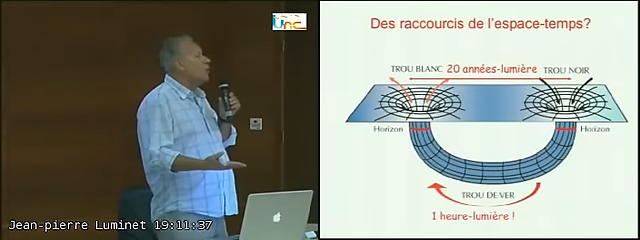 Unc
Jean-pierre Luminet 19:11:37
Des raccourcis de l'espace-temps?
TROU BLANC 20 années-lumière TROU NOIR
Horizon
Horizon
TROU DE VER
1 heure-lumière !